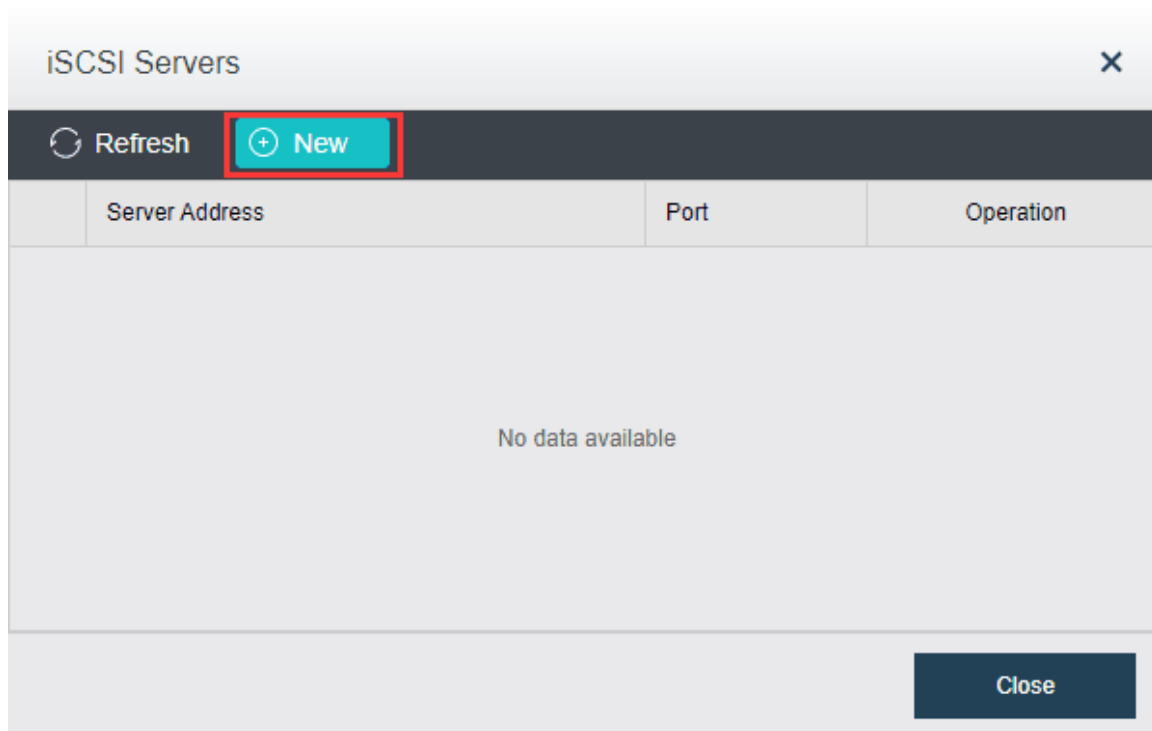 iSCSI Servers
Refresh New
Server Address Port Operation
No data available
Close